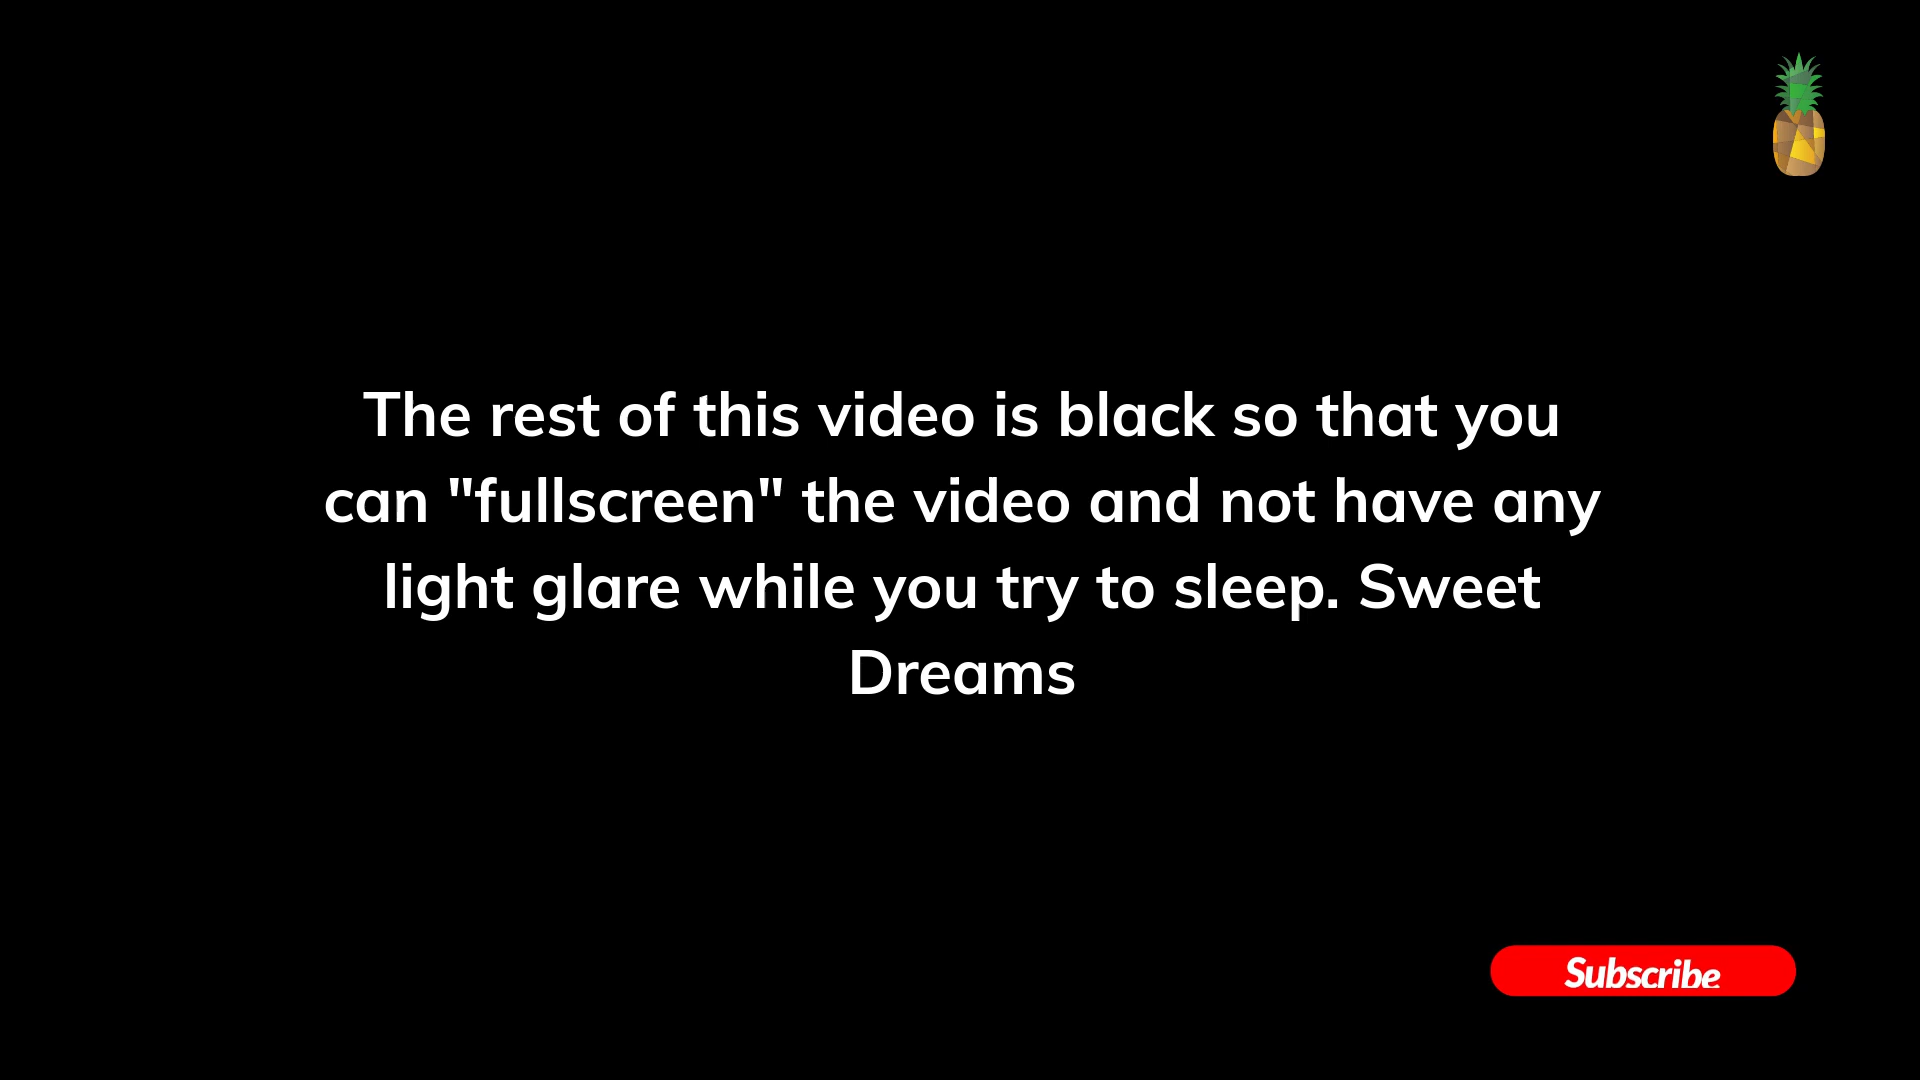 The rest of this video is black so that you
can "fullscreen" the video and not have any
light glare while you try to sleep. Sweet
Dreams
Subscribe